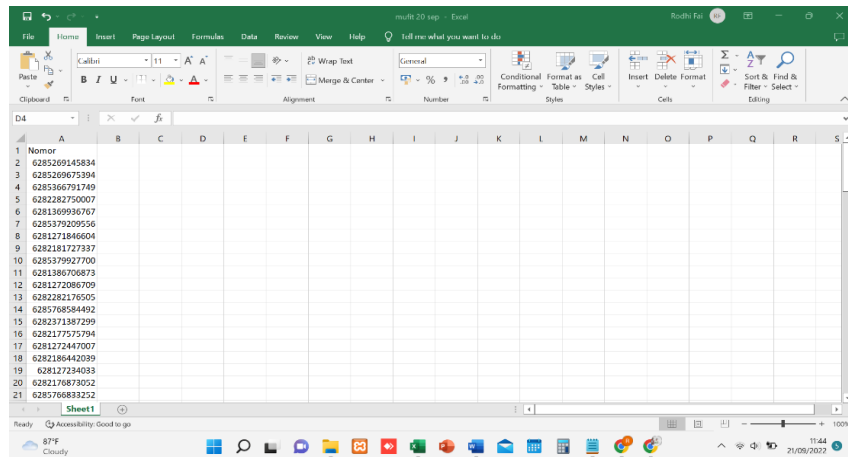 mufit 20 sep - Excel
Rodhi Fai
File Home Insert Page Layout Formulas Data Review View Help Tell me what you want to do
Paste
Calibri 11
B I U
Wrap Text
Merge & Center
General
Conditional Formatting
Format as Table
Cell Styles
Insert Delete Format
Sort & Filter
Find & Select
Clipboard Font Alignment Number Styles Cells Editing
D4 fx
A B C D E F G H I J K L M N O P Q R S
1 Nomor
2 6285269145834
3 6285269675394
4 6285366791749
5 6282282750007
6 6281369936767
7 6285379209556
8 6281271846604
9 6282181727337
10 6285379927700
11 6281386706873
12 6281272086709
13 6282282176505
14 6285768584492
15 6282371387299
16 6282177575794
17 6281272447007
18 6282186442039
19 628127234033
20 6282176873052
21 6285766833252
Sheet1
Ready Accessibility: Good to go 100%
87°F
Cloudy
11:44
21/09/2022